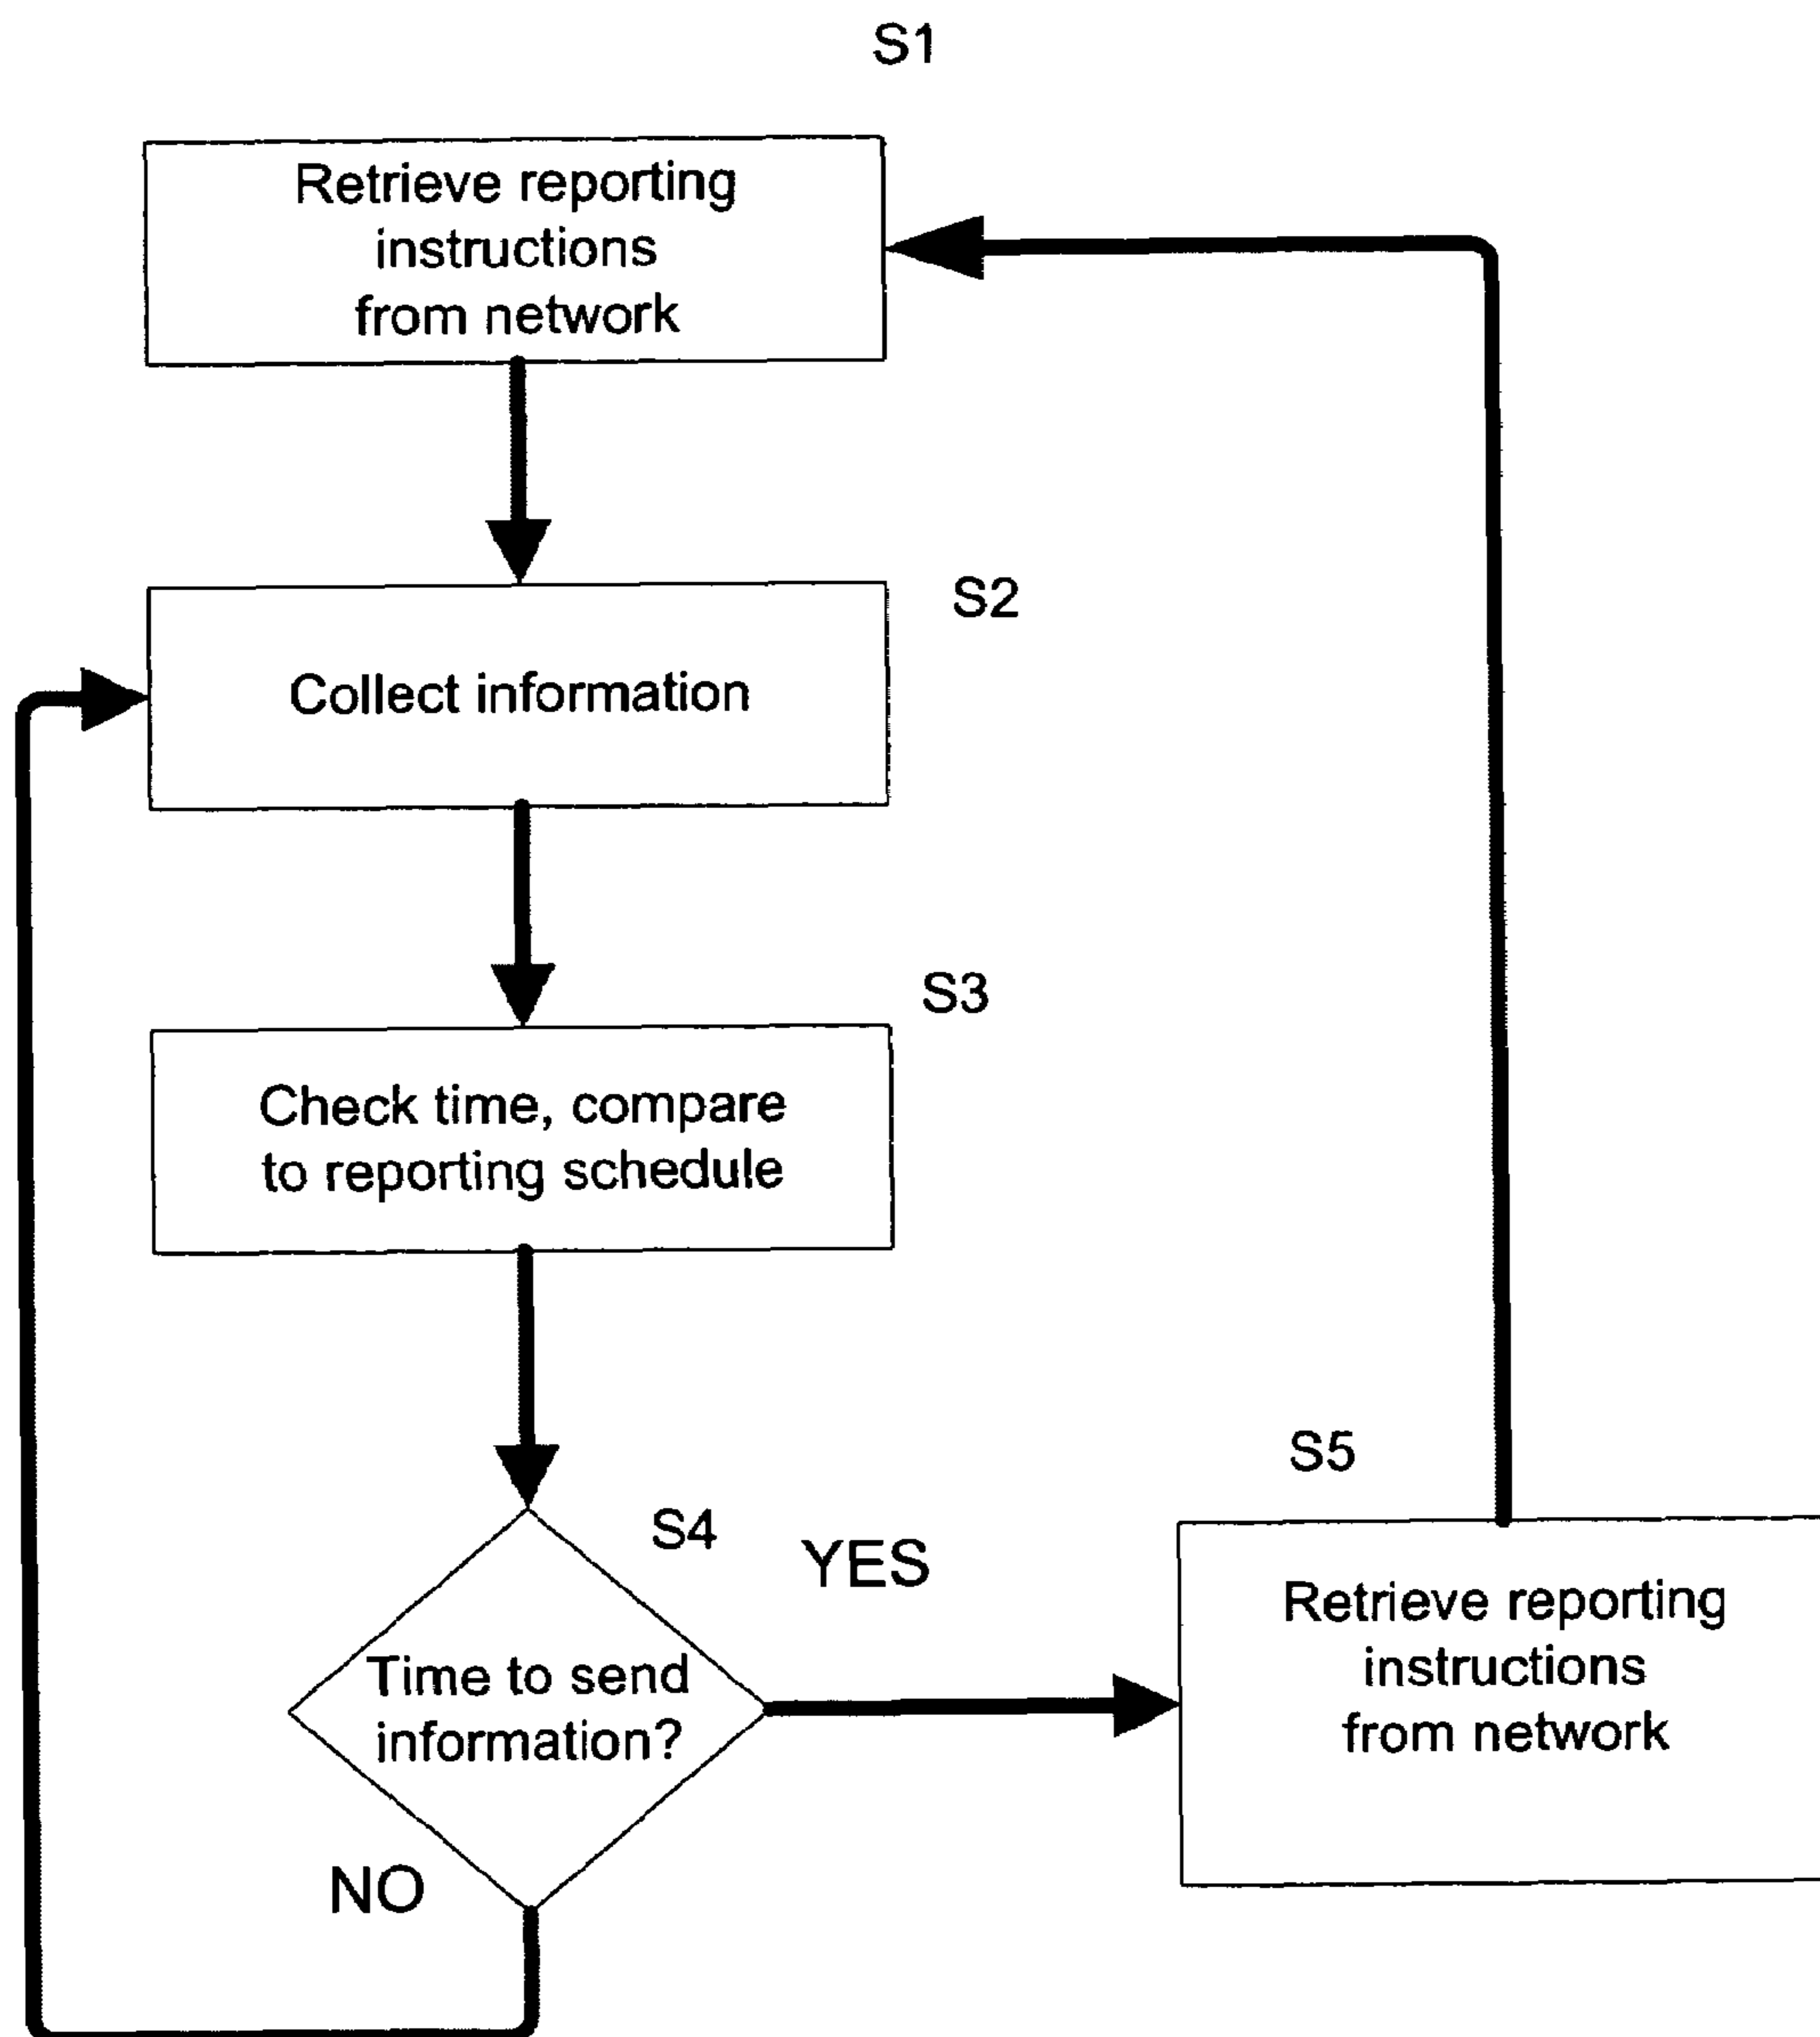 S1
Retrieve reporting
instructions
from network
S2
Collect information
S3
Check time, compare
to reporting schedule
S4
YES
Time to send
information?
NO
S5
Retrieve reporting
instructions
from network